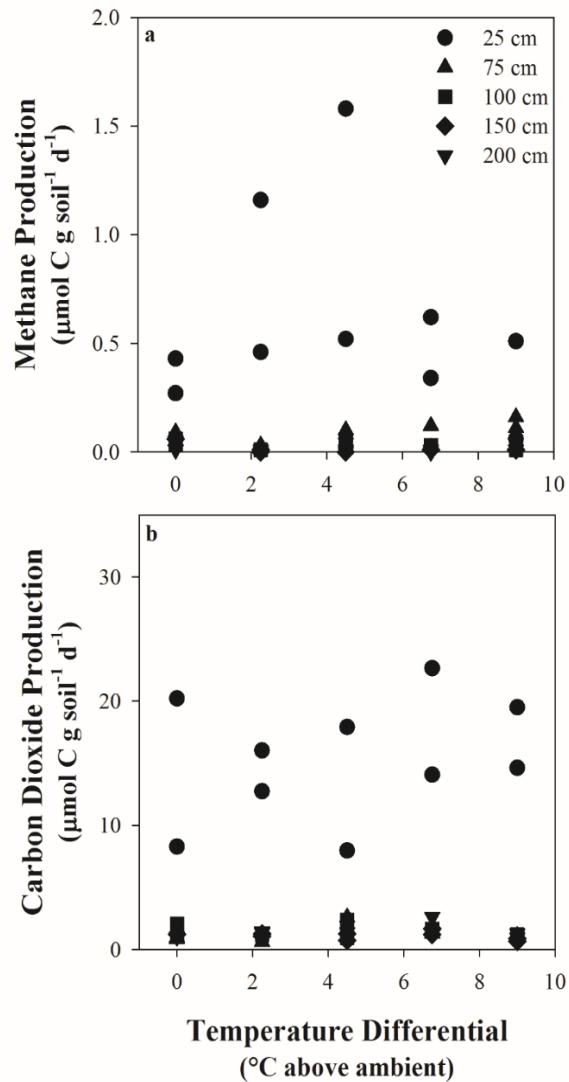 a
2.0
25 cm
75 cm
1.5
100 cm
150 cm
200 cm
1.0
0.5
0.0
Methane Production
(μmol C g soil⁻¹ d⁻¹)
0 2 4 6 8 10
b
30
20
10
0
Carbon Dioxide Production
(μmol C g soil⁻¹ d⁻¹)
0 2 4 6 8 10
Temperature Differential
(°C above ambient)